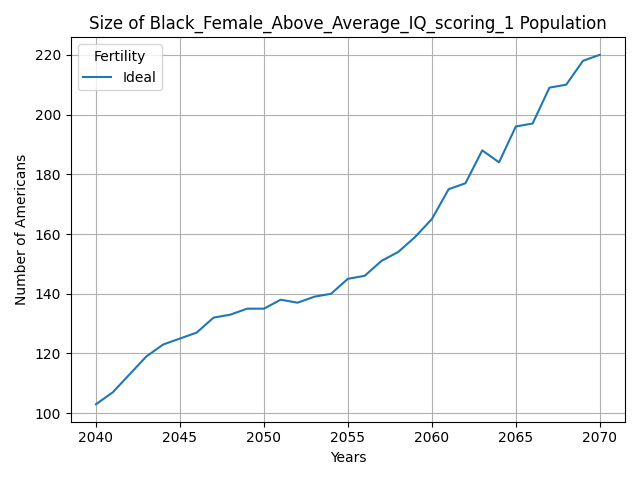 Size of Black_Female_Above_Average_IQ_scoring_1 Population
Fertility
Ideal
220
200
180
160
140
120
100
Number of Americans
2040 2045 2050 2055 2060 2065 2070
Years